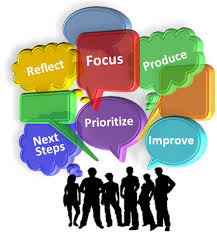 Reflect
Focus
Produce
Next
Steps
Prioritize
Improve